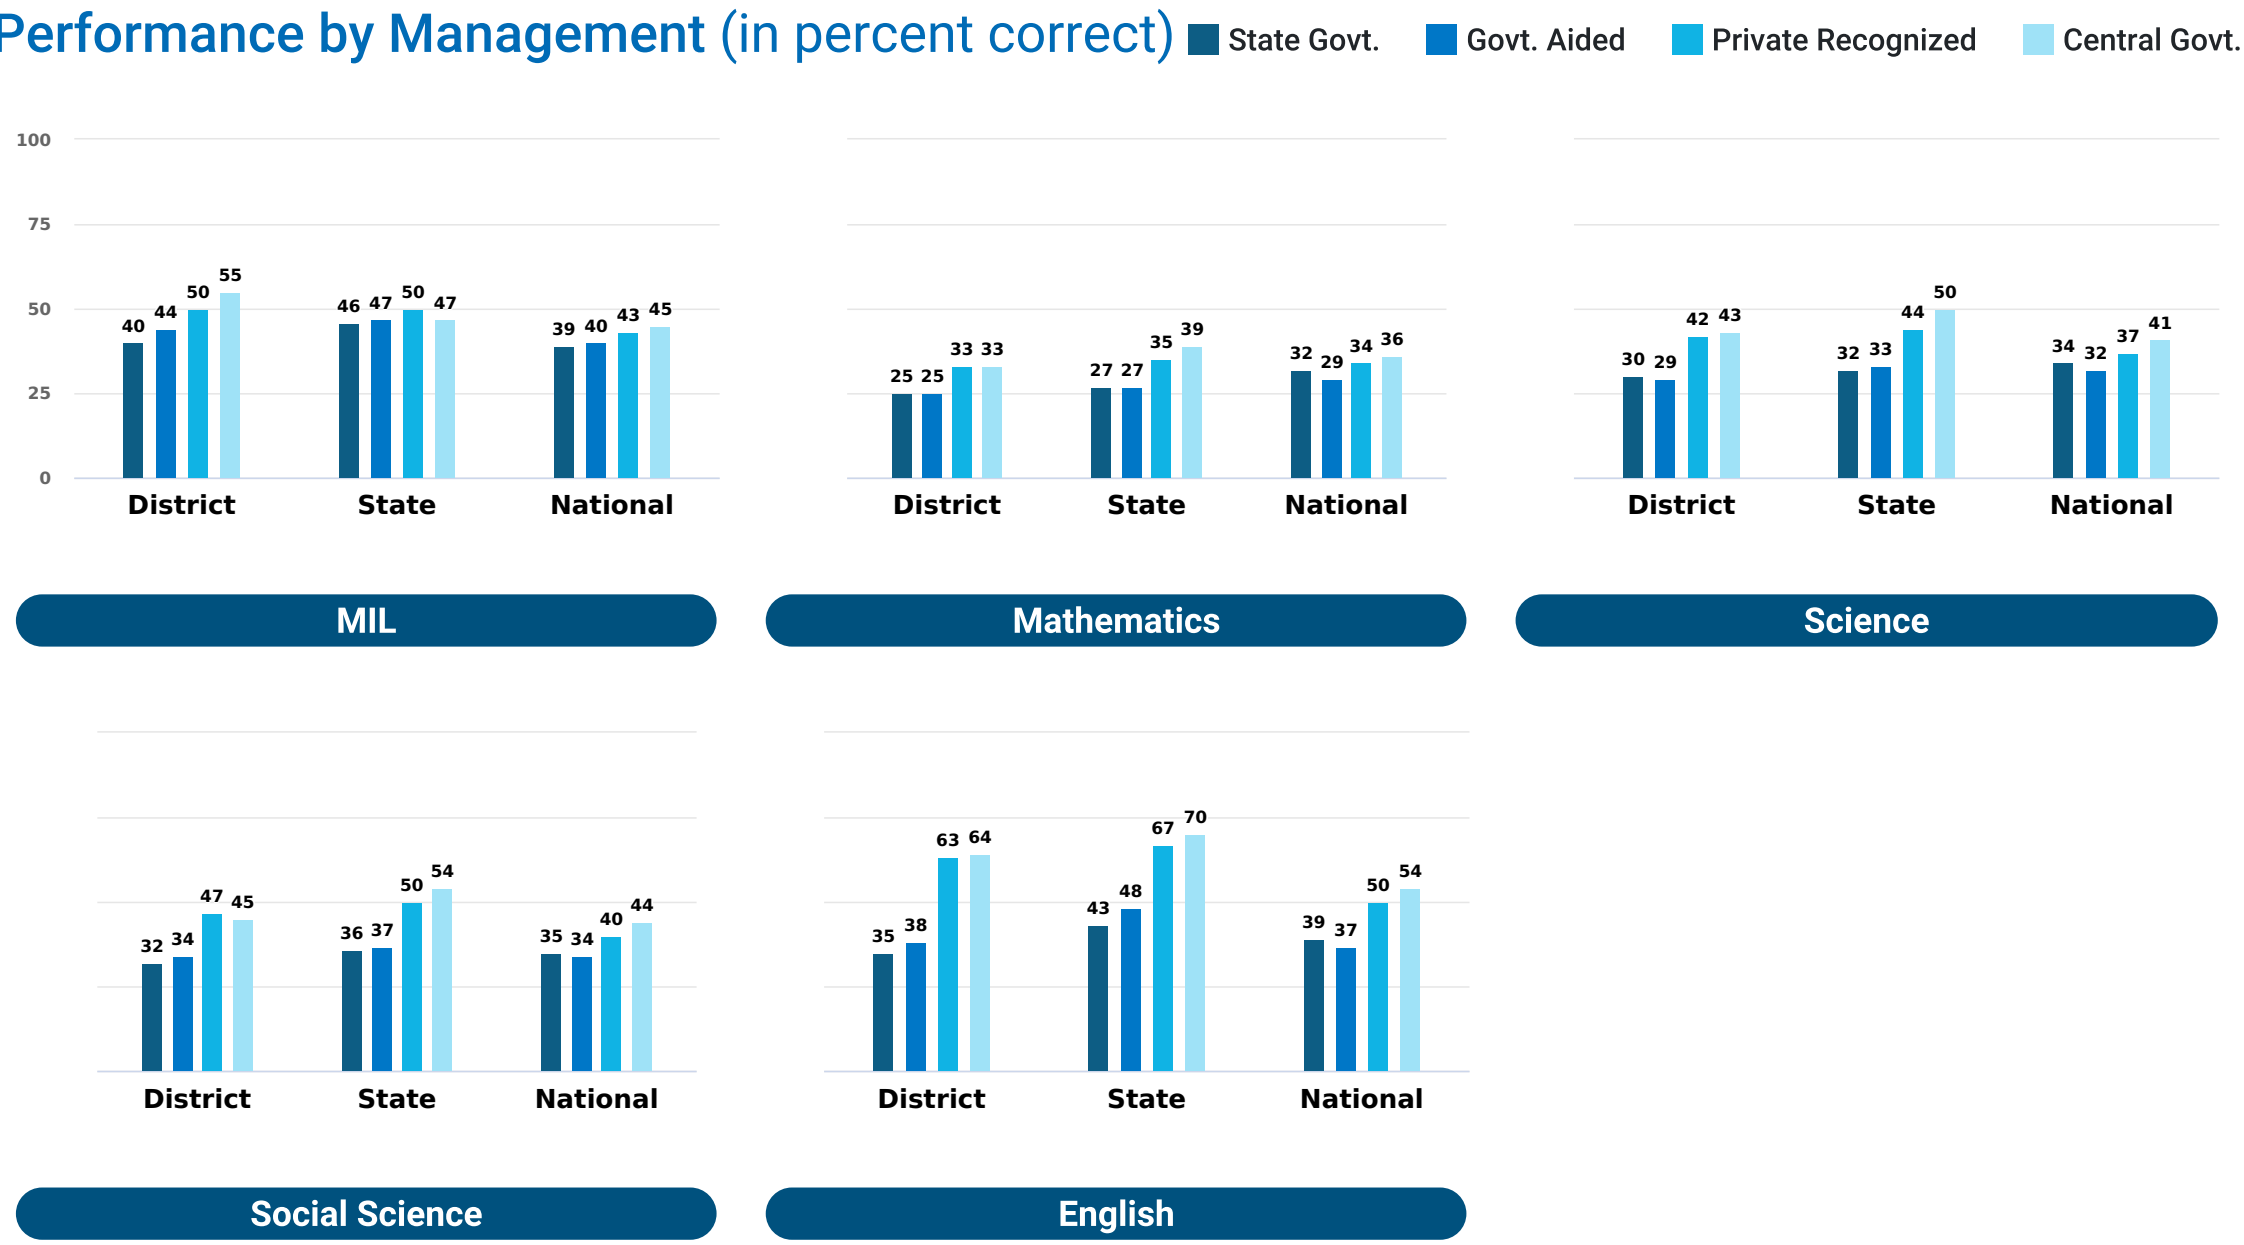 Performance by Management (in percent correct) State Govt. Govt. Aided Private Recognized Central Govt.
100
75
50
25
0
40 44 50 55 46 47 50 47 39 40 43 45
District State National
MIL
25 25 33 33 27 27 35 39 32 29 34 36
District State National
Mathematics
30 29 42 43 32 33 44 50 34 32 37 41
District State National
Science
32 34 47 45 36 37 50 54 35 34 40 44
District State National
Social Science
35 38 63 64 43 48 67 70 39 37 50 54
District State National
English